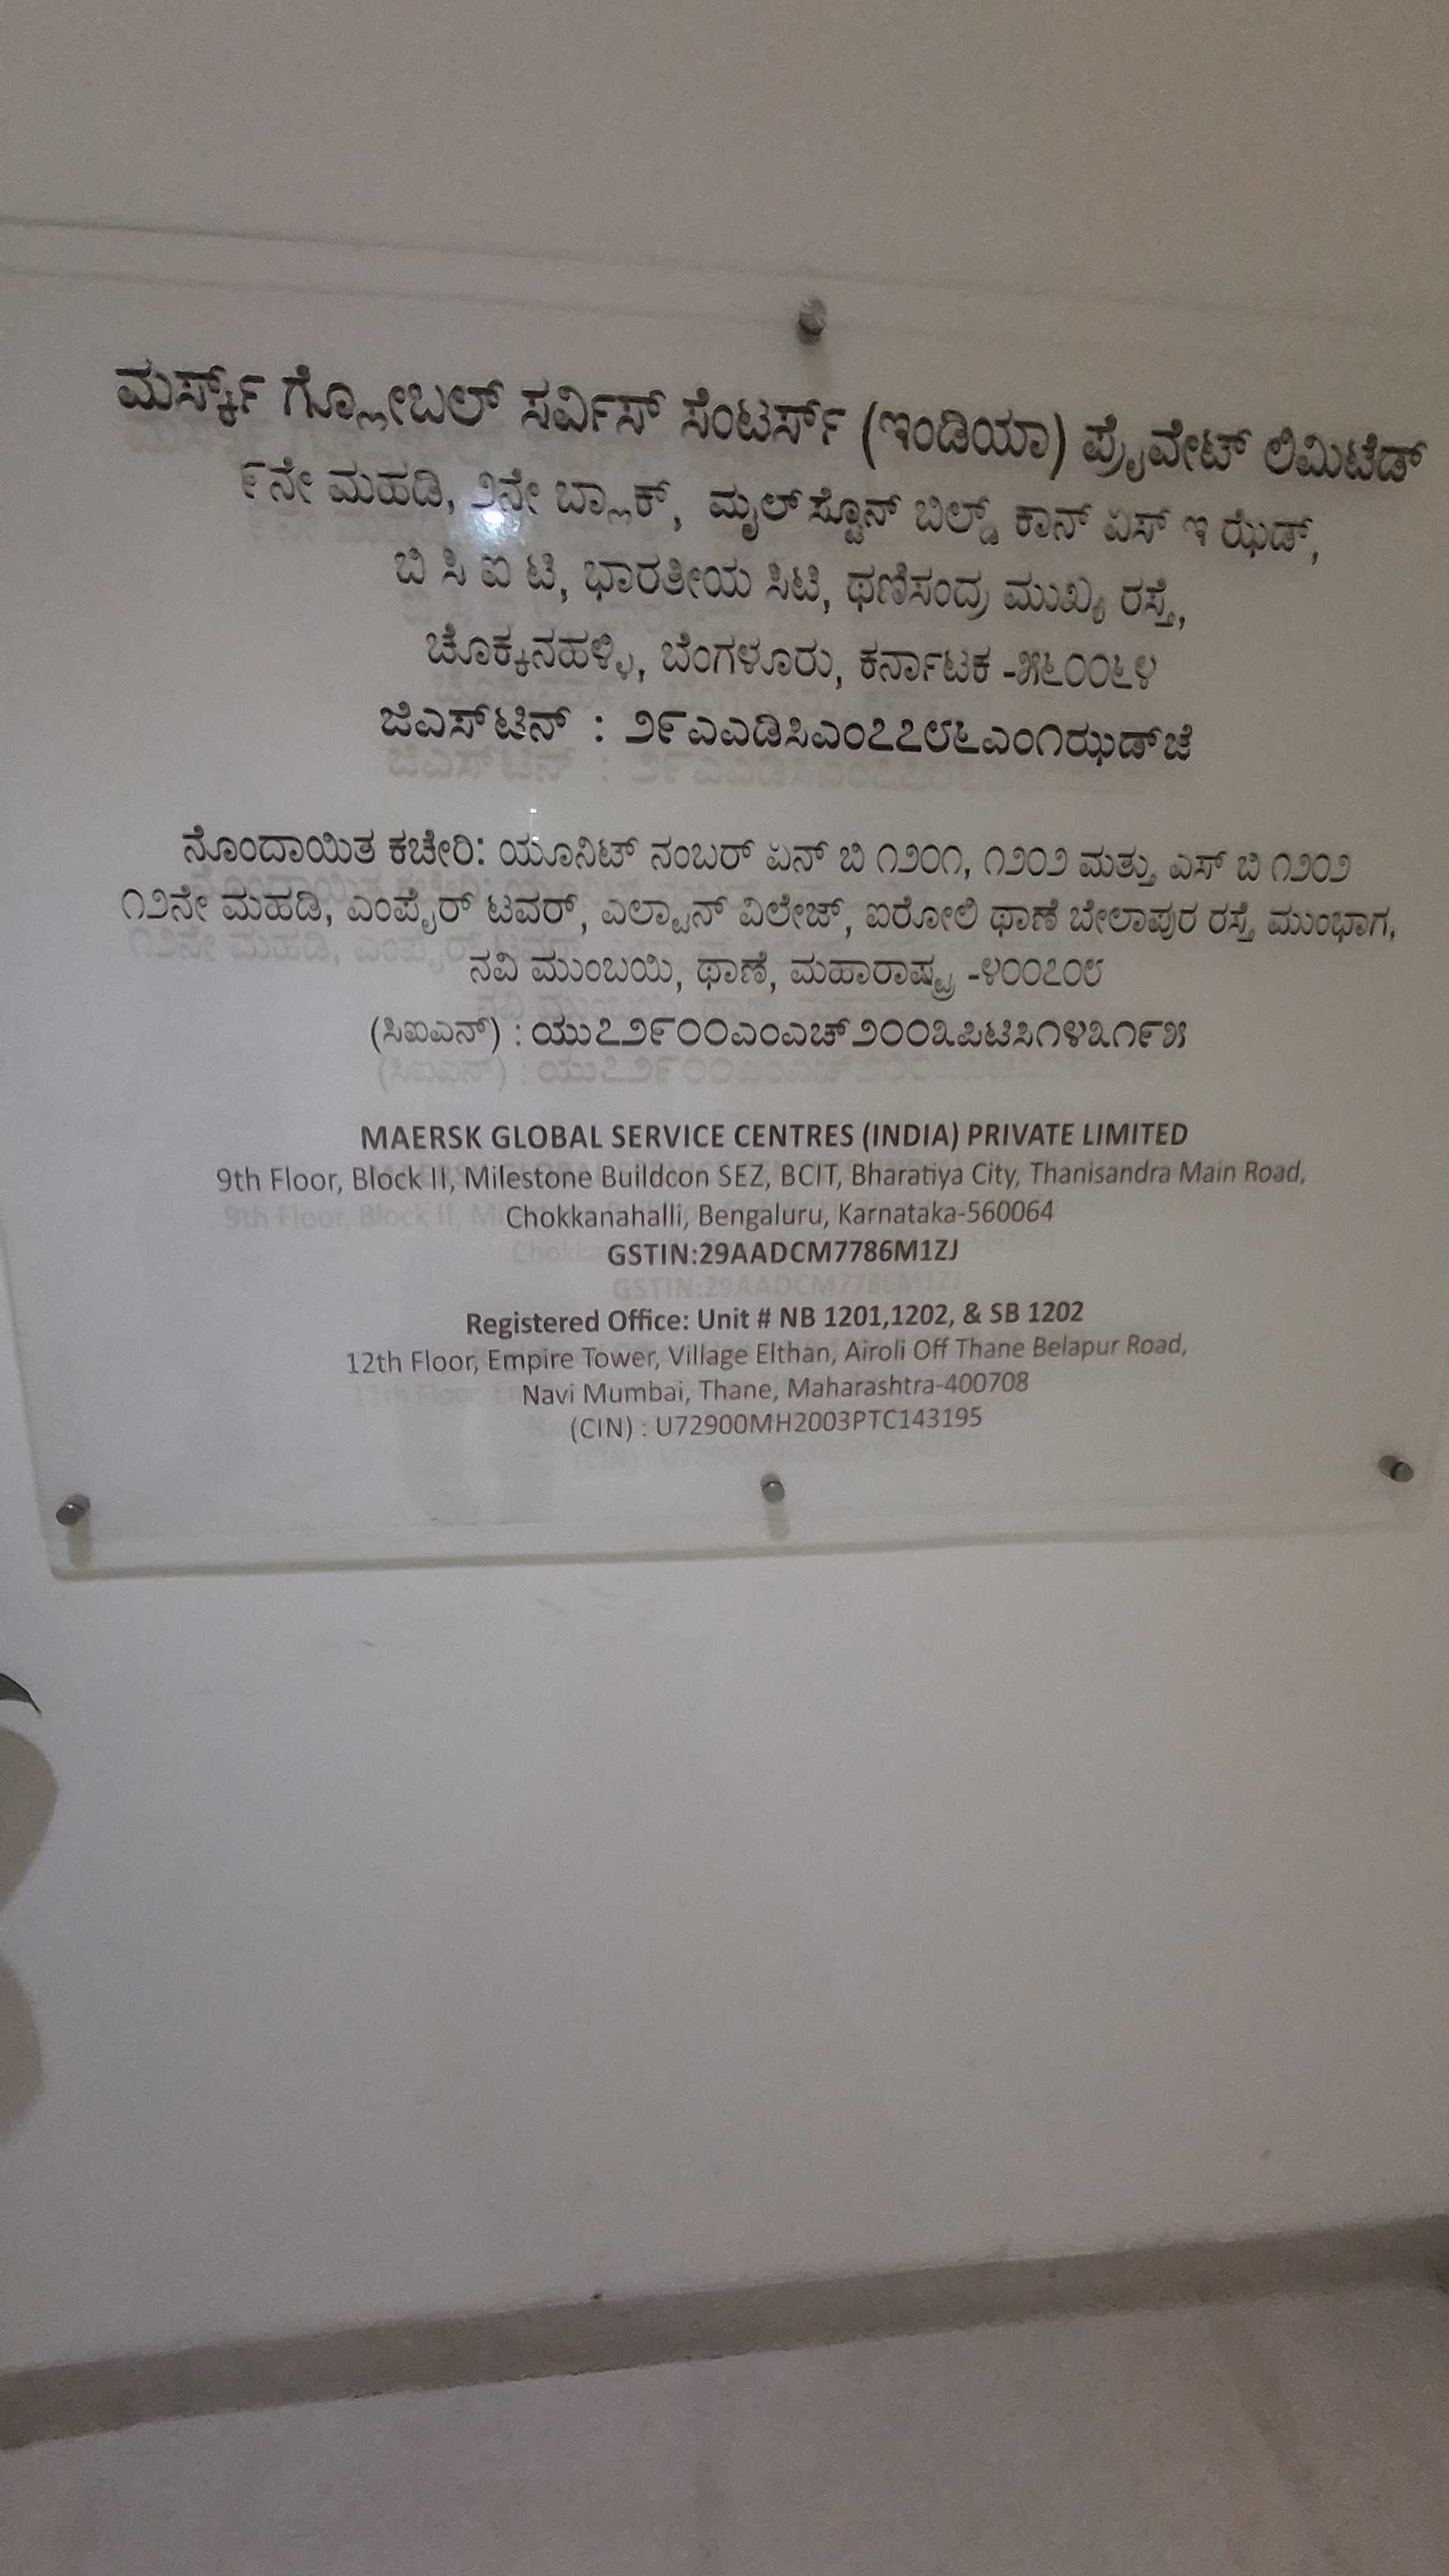 ಮರ್ಸ್ಕ್ ಗ್ಲೋಬಲ್ ಸರ್ವಿಸ್ ಸೆಂಟರ್ಸ್ (ಇಂಡಿಯಾ) ಪ್ರೈವೇಟ್ ಲಿಮಿಟೆಡ್
೯ನೇ ಮಹಡಿ, ೨ನೇ ಬ್ಲಾಕ್, ಮೃಲ್ ಸ್ಟೊನ್ ಬಿಲ್ಡ್ ಕಾನ್ ಏಸ್ ಇ ಝೆಡ್,
ಬಿ ಸಿ ಐ ಟಿ, ಭಾರತೀಯ ಸಿಟಿ, ಥಣಿಸಂದ್ರ ಮುಖ್ಯ ರಸ್ತೆ,
ಚೊಕ್ಕನಹಳ್ಳಿ, ಬೆಂಗಳೂರು, ಕರ್ನಾಟಕ -೫೬೦೦೬೪
ಜಿಎಸ್‌ಟಿನ್ : ೨೯ಎಎಡಿಸಿಎಂ೭೭೮೬ಎಂ೧ಝಡ್‌ಜೆ
ನೊಂದಾಯಿತ ಕಚೇರಿ: ಯೂನಿಟ್ ನಂಬರ್ ಏನ್ ಬಿ ೧೨೦೧, ೧೨೦೨ ಮತ್ತು ಎಸ್ ಬಿ ೧೨೦೨
೧೨ನೇ ಮಹಡಿ, ಎಂಪೈರ್ ಟವರ್, ಎಲ್ಟಾನ್ ವಿಲೇಜ್, ಐರೋಲಿ ಥಾಣೆ ಬೇಲಾಪುರ ರಸ್ತೆ ಮುಂಭಾಗ,
ನವಿ ಮುಂಬಯಿ, ಥಾಣೆ, ಮಹಾರಾಷ್ಟ್ರ -೪೦೦೭೦೮
(ಸಿಐಎನ್) : ಯು೭೨೯೦೦ಎಂಎಚ್೨೦೦೩ಪಿಟಿಸಿ೧೪೩೧೯೫
MAERSK GLOBAL SERVICE CENTRES (INDIA) PRIVATE LIMITED
9th Floor, Block II, Milestone Buildcon SEZ, BCIT, Bharatiya City, Thanisandra Main Road,
Chokkanahalli, Bengaluru, Karnataka-560064
GSTIN:29AADCM7786M1ZJ
Registered Office: Unit # NB 1201,1202, & SB 1202
12th Floor, Empire Tower, Village Elthan, Airoli Off Thane Belapur Road,
Navi Mumbai, Thane, Maharashtra-400708
(CIN) : U72900MH2003PTC143195